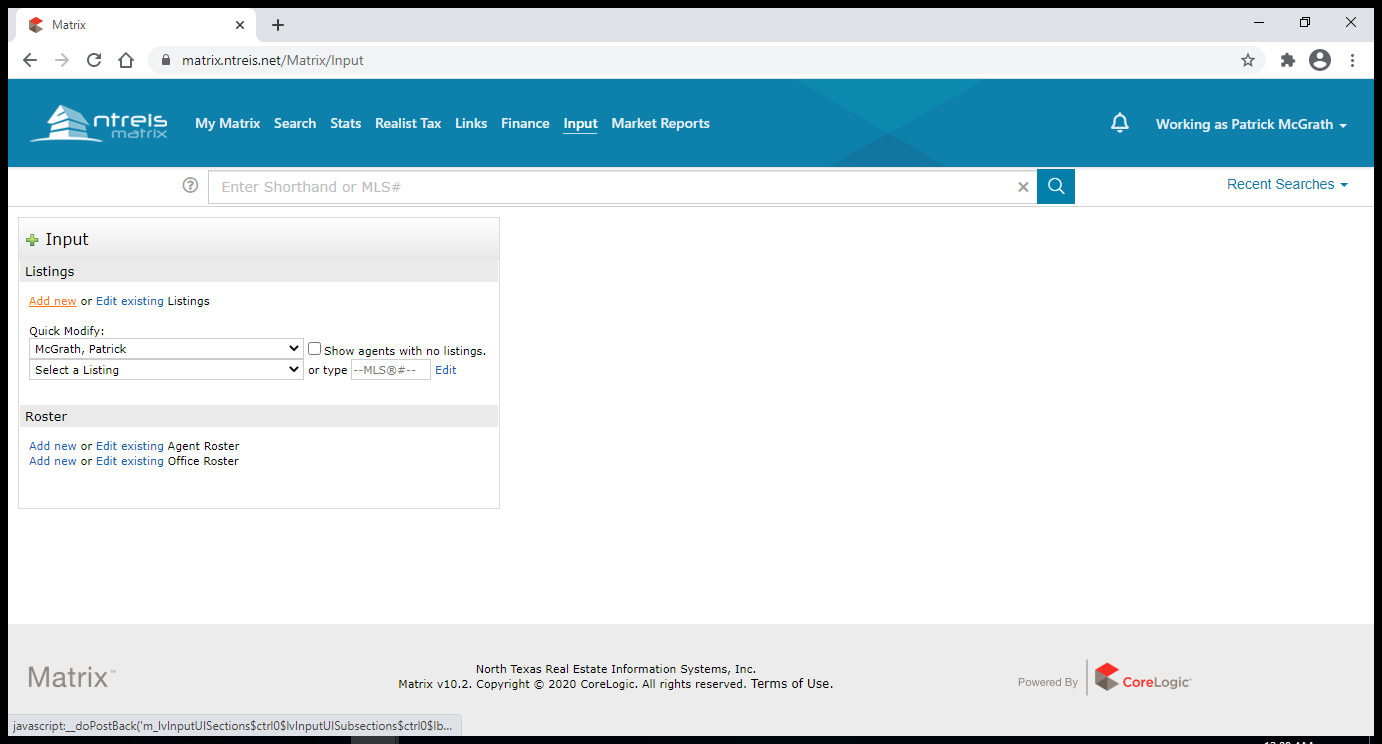 Matrix
matrix.ntreis.net/Matrix/Input
ntreis matrix
My Matrix Search Stats Realist Tax Links Finance Input Market Reports
Working as Patrick McGrath
Enter Shorthand or MLS#
Recent Searches
Input
Listings
Add new or Edit existing Listings
Quick Modify:
McGrath, Patrick Show agents with no listings.
Select a Listing or type --MLS®#-- Edit
Roster
Add new or Edit existing Agent Roster
Add new or Edit existing Office Roster
Matrix™
North Texas Real Estate Information Systems, Inc.
Matrix v10.2. Copyright © 2020 CoreLogic. All rights reserved. Terms of Use.
Powered By CoreLogic
javascript:__doPostBack('m_lvInputUISections$ctrl0$lvInputUISubsections$ctrl0$lb...